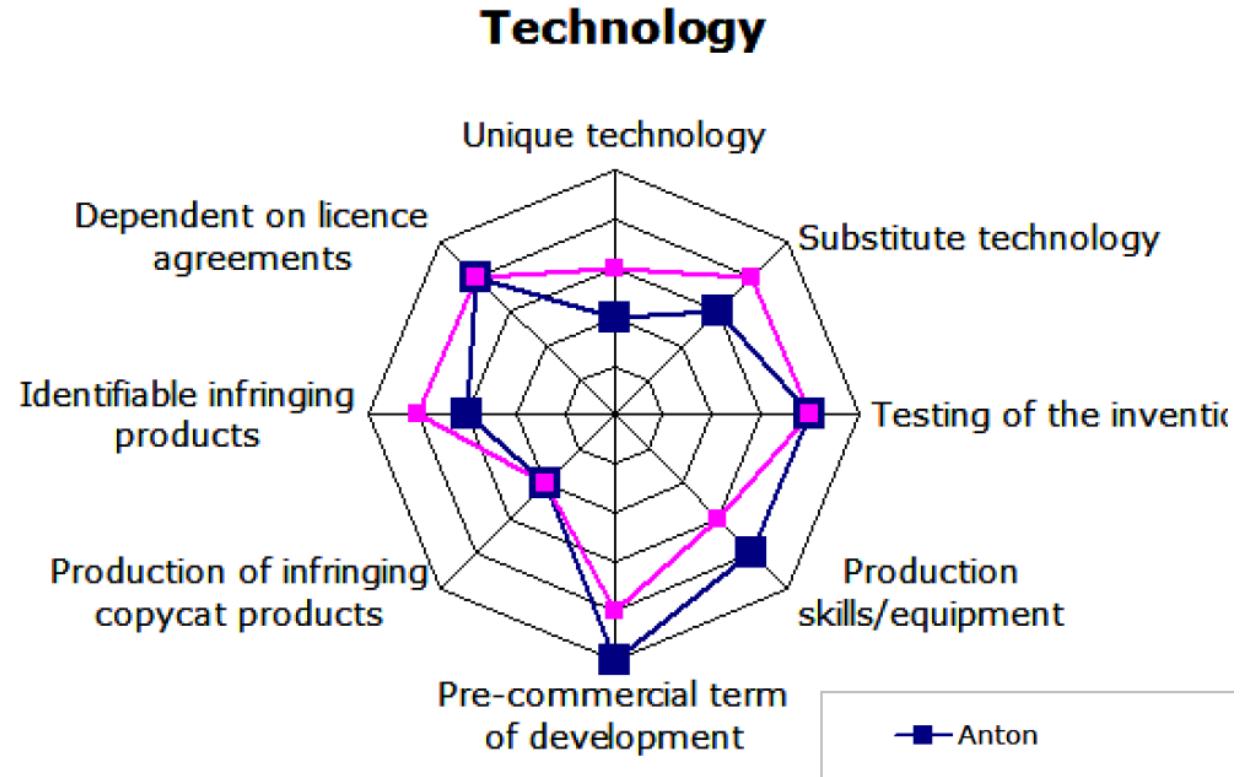 Technology
Unique technology
Dependent on licence
agreements
Substitute technology
Identifiable infringing
products
Testing of the inventi
Production of infringing
copycat products
Production
skills/equipment
Pre-commercial term
of development
Anton